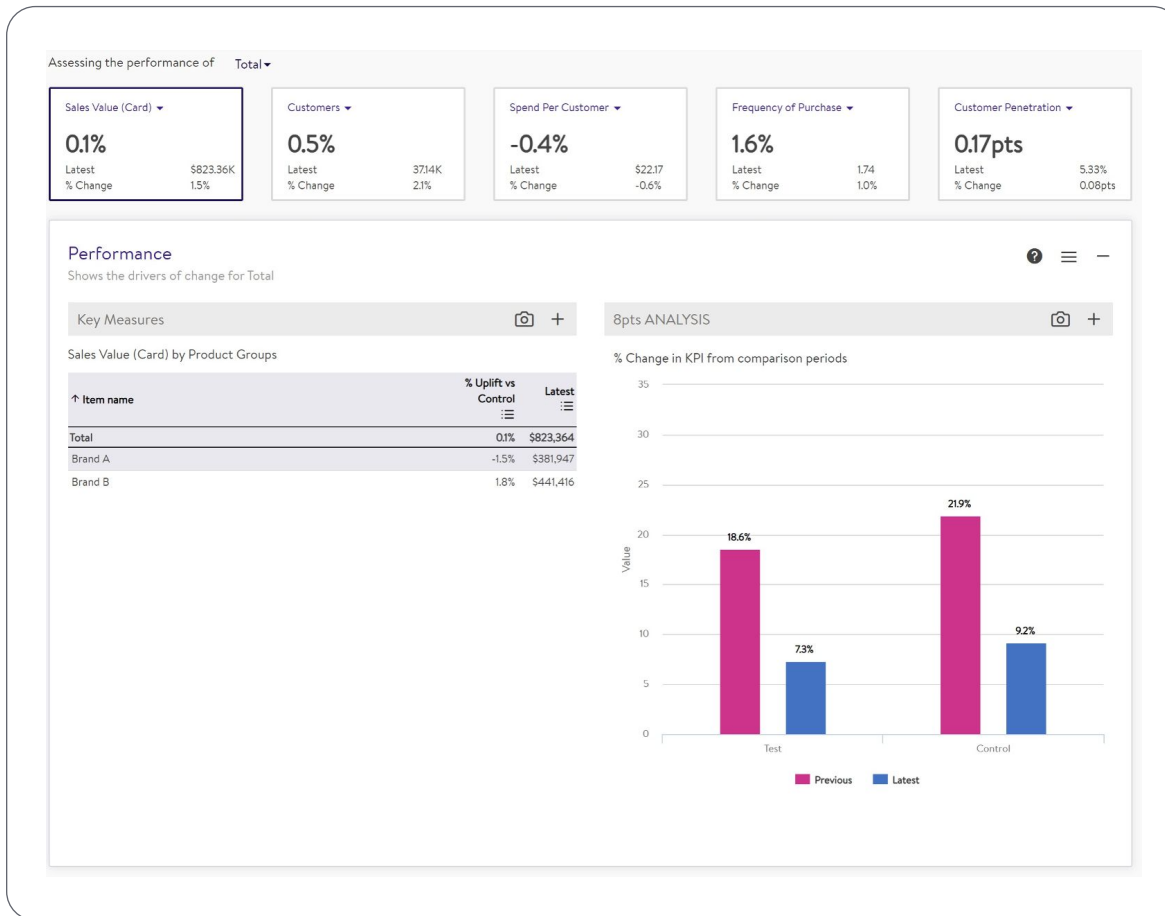 Assessing the performance of Total
Sales Value (Card)
0.1%
Latest $823.36K
% Change 1.5%
Customers
0.5%
Latest 37.14K
% Change 2.1%
Spend Per Customer
-0.4%
Latest $22.17
% Change -0.6%
Frequency of Purchase
1.6%
Latest 1.74
% Change 1.0%
Customer Penetration
0.17pts
Latest 5.33%
% Change 0.08pts
Performance
Shows the drivers of change for Total
Key Measures
Sales Value (Card) by Product Groups
↑ Item name % Uplift vs Control Latest
Total 0.1% $823,364
Brand A -1.5% $381,947
Brand B 1.8% $441,416
8pts ANALYSIS
% Change in KPI from comparison periods
Value
35
30
25
20
15
10
5
0
18.6%
7.3%
21.9%
9.2%
Test Control
Previous Latest